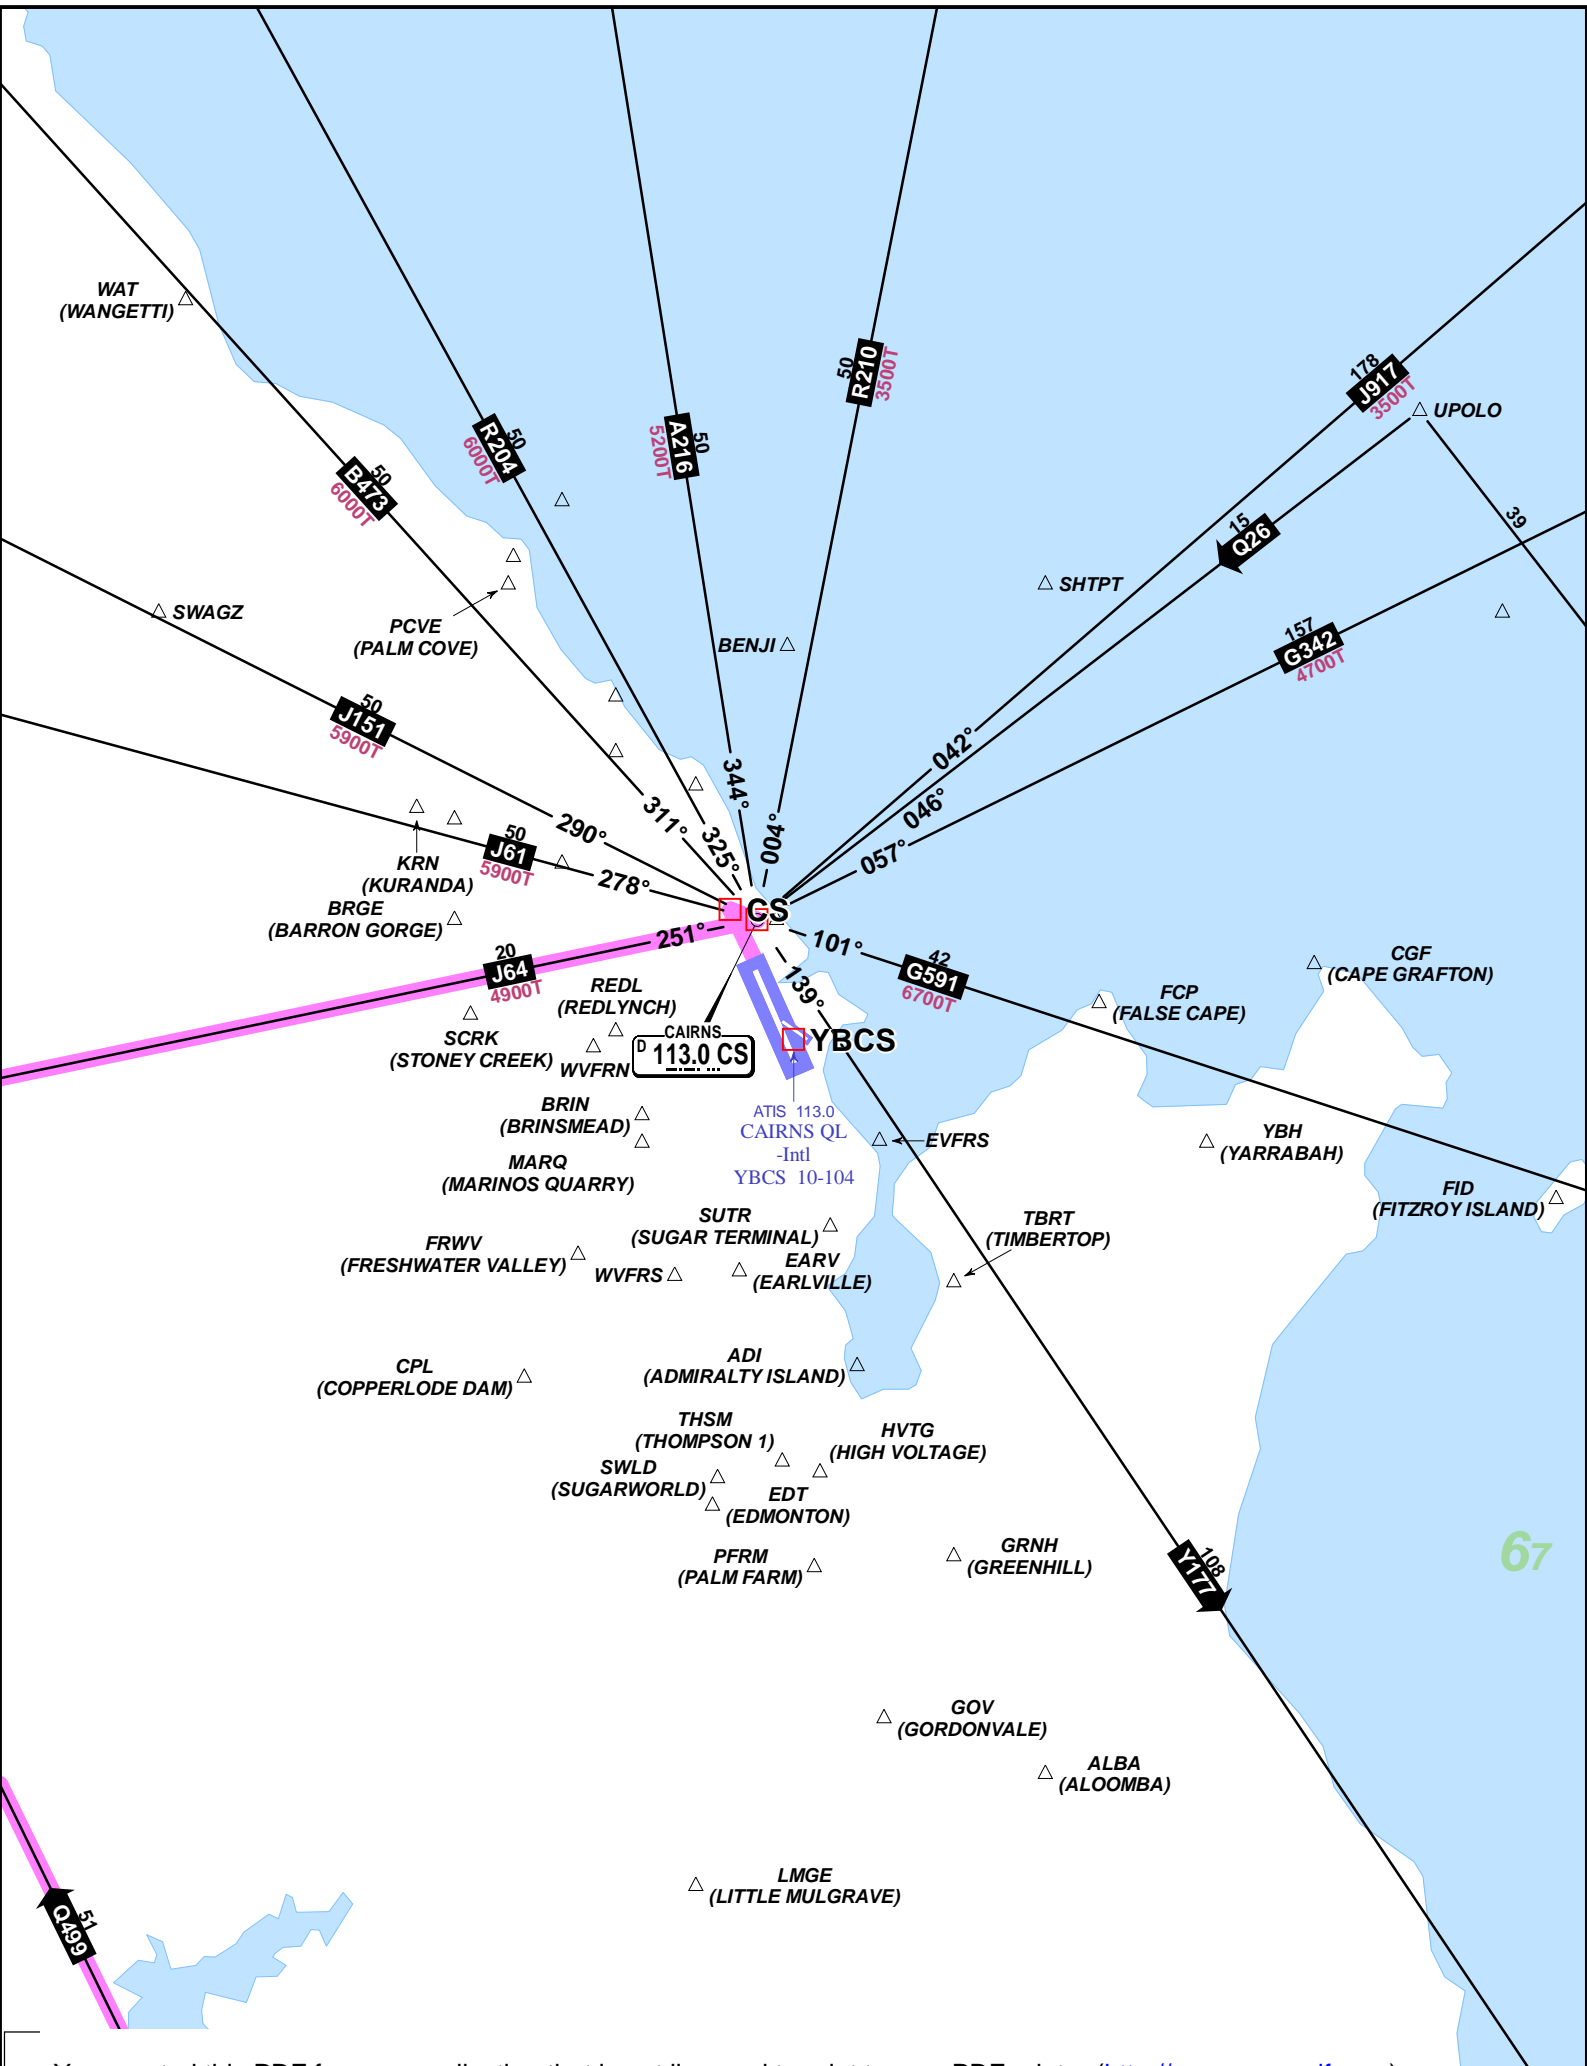 WAT
(WANGETTI)
50
R210
3500T
178
J917
3500T
UPOLO
50
R204
6000T
50
A216
5200T
50
B473
6000T
15
Q26
39
SWAGZ
PCVE
(PALM COVE)
SHTPT
BENJI
157
G342
4700T
50
J151
5900T
344°
042°
311°
290°
325°
004°
046°
057°
50
J61
5900T
278°
KRN
(KURANDA)
BRGE
(BARRON GORGE)
CS
251°
101°
20
J64
4900T
42
G591
6700T
139°
CGF
(CAPE GRAFTON)
REDL
(REDLYNCH)
FCP
(FALSE CAPE)
SCRK
(STONEY CREEK)
WVFRN
CAIRNS
D 113.0 CS
YBCS
BRIN
(BRINSMEAD)
ATIS 113.0
CAIRNS QL
-Intl
YBCS 10-104
EVFRS
YBH
(YARRABAH)
MARQ
(MARINOS QUARRY)
FID
(FITZROY ISLAND)
SUTR
(SUGAR TERMINAL)
TBRT
(TIMBERTOP)
FRWV
(FRESHWATER VALLEY)
WVFRS
EARV
(EARLVILLE)
ADI
(ADMIRALTY ISLAND)
CPL
(COPPERLODE DAM)
THSM
(THOMPSON 1)
HVTG
(HIGH VOLTAGE)
SWLD
(SUGARWORLD)
EDT
(EDMONTON)
PFRM
(PALM FARM)
GRNH
(GREENHILL)
67
108
Y177
GOV
(GORDONVALE)
ALBA
(ALOOMBA)
LMGE
(LITTLE MULGRAVE)
51
Q499